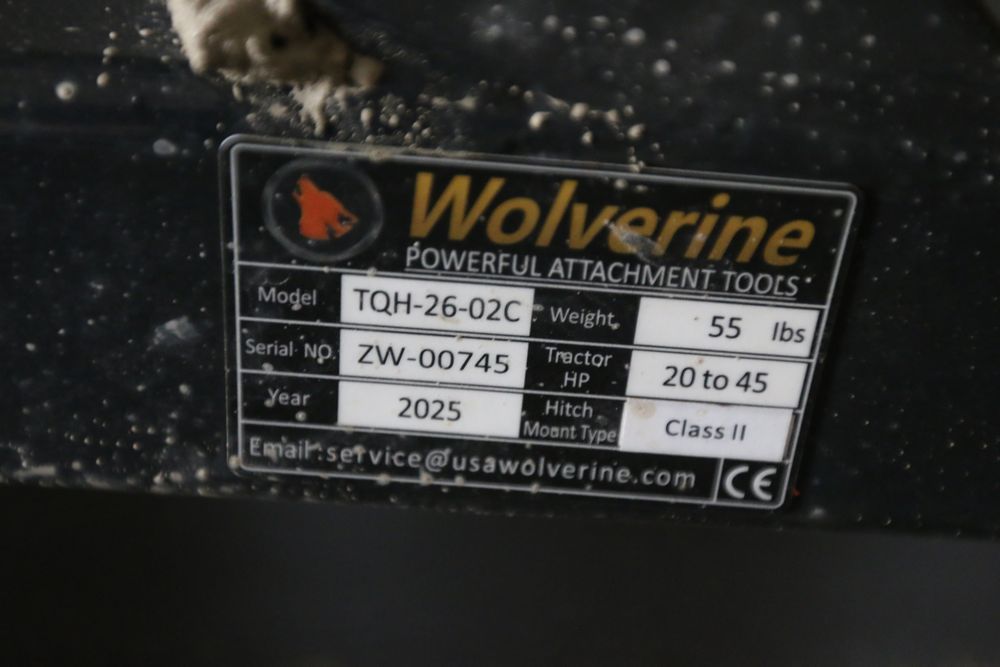 Wolverine
POWERFUL ATTACHMENT TOOLS
Model TQH-26-02C Weight 55 lbs
Serial NO. ZW-00745 Tractor HP 20 to 45
Year 2025 Hitch Mount Type Class II
Email:service@usawolverine.com CE